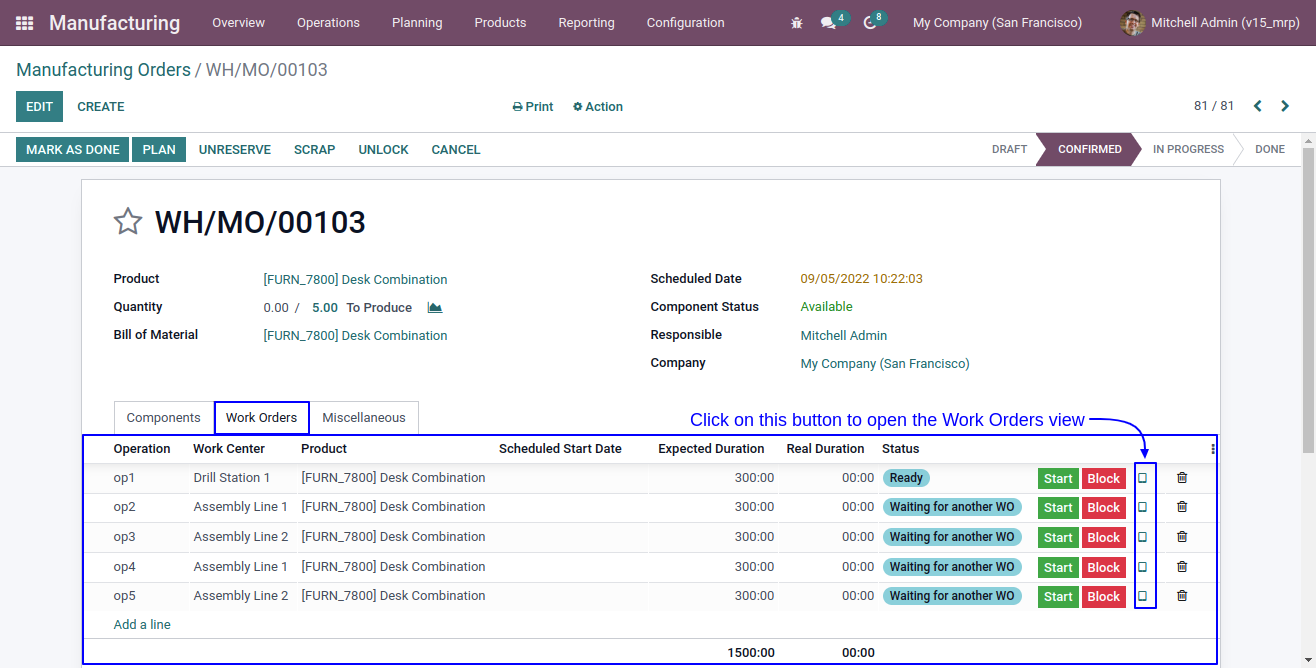 Manufacturing Overview Operations Planning Products Reporting Configuration 4 8 My Company (San Francisco) Mitchell Admin (v15_mrp)
Manufacturing Orders / WH/MO/00103
EDIT CREATE Print Action 81 / 81
MARK AS DONE PLAN UNRESERVE SCRAP UNLOCK CANCEL DRAFT CONFIRMED IN PROGRESS DONE
WH/MO/00103
Product [FURN_7800] Desk Combination Scheduled Date 09/05/2022 10:22:03
Quantity 0.00 / 5.00 To Produce Component Status Available
Bill of Material [FURN_7800] Desk Combination Responsible Mitchell Admin
Company My Company (San Francisco)
Components Work Orders Miscellaneous Click on this button to open the Work Orders view
Operation Work Center Product Scheduled Start Date Expected Duration Real Duration Status
op1 Drill Station 1 [FURN_7800] Desk Combination 300:00 00:00 Ready Start Block
op2 Assembly Line 1 [FURN_7800] Desk Combination 300:00 00:00 Waiting for another WO Start Block
op3 Assembly Line 2 [FURN_7800] Desk Combination 300:00 00:00 Waiting for another WO Start Block
op4 Assembly Line 1 [FURN_7800] Desk Combination 300:00 00:00 Waiting for another WO Start Block
op5 Assembly Line 2 [FURN_7800] Desk Combination 300:00 00:00 Waiting for another WO Start Block
Add a line
1500:00 00:00